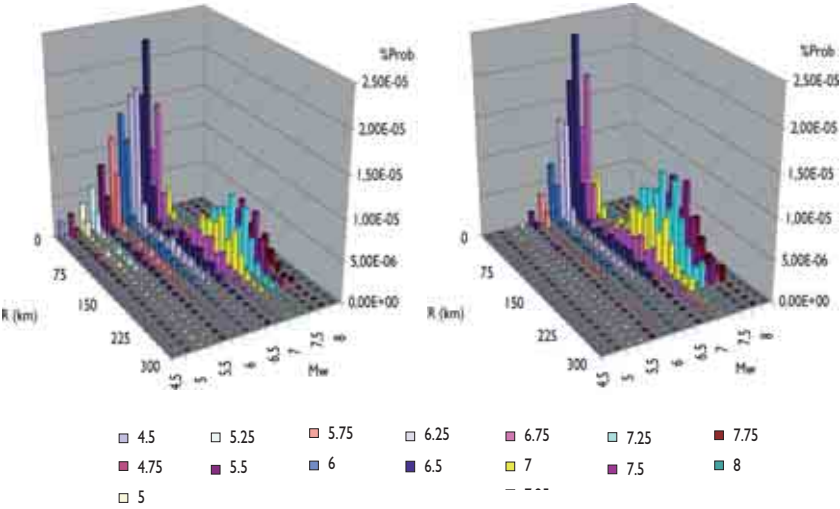 %Prob
2,50E-05
2,00E-05
1,50E-05
1,00E-05
5,00E-06
0,00E+00
0
75
150
225
300
R (km)
4.5
5
5.5
6
6.5
7
7.5
8
Mw
%Prob
2,50E-05
2,00E-05
1,50E-05
1,00E-05
5,00E-06
0,00E+00
0
75
150
225
300
R (km)
4.5
5
5.5
6
6.5
7
7.5
8
Mw
4.5 5.25 5.75 6.25 6.75 7.25 7.75
4.75 5.5 6 6.5 7 7.5 8
5